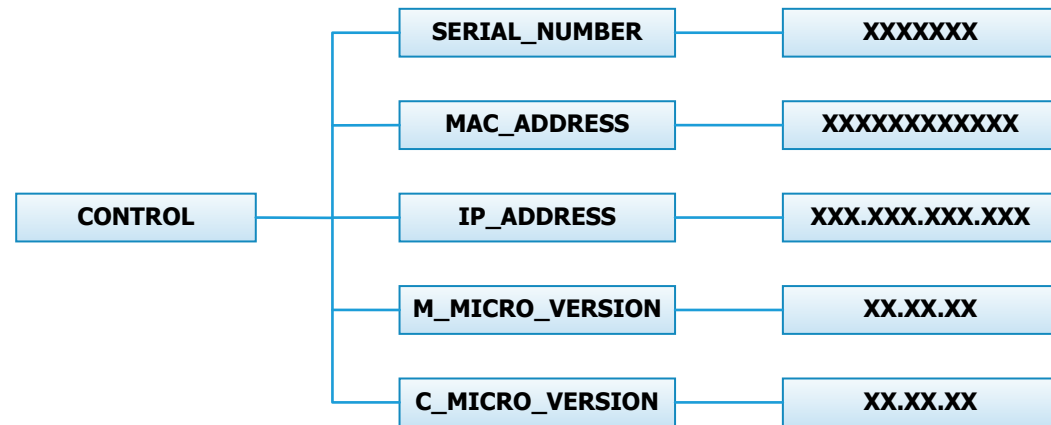 SERIAL_NUMBER XXXXXXX
MAC_ADDRESS XXXXXXXXXXXX
CONTROL IP_ADDRESS XXX.XXX.XXX.XXX
M_MICRO_VERSION XX.XX.XX
C_MICRO_VERSION XX.XX.XX